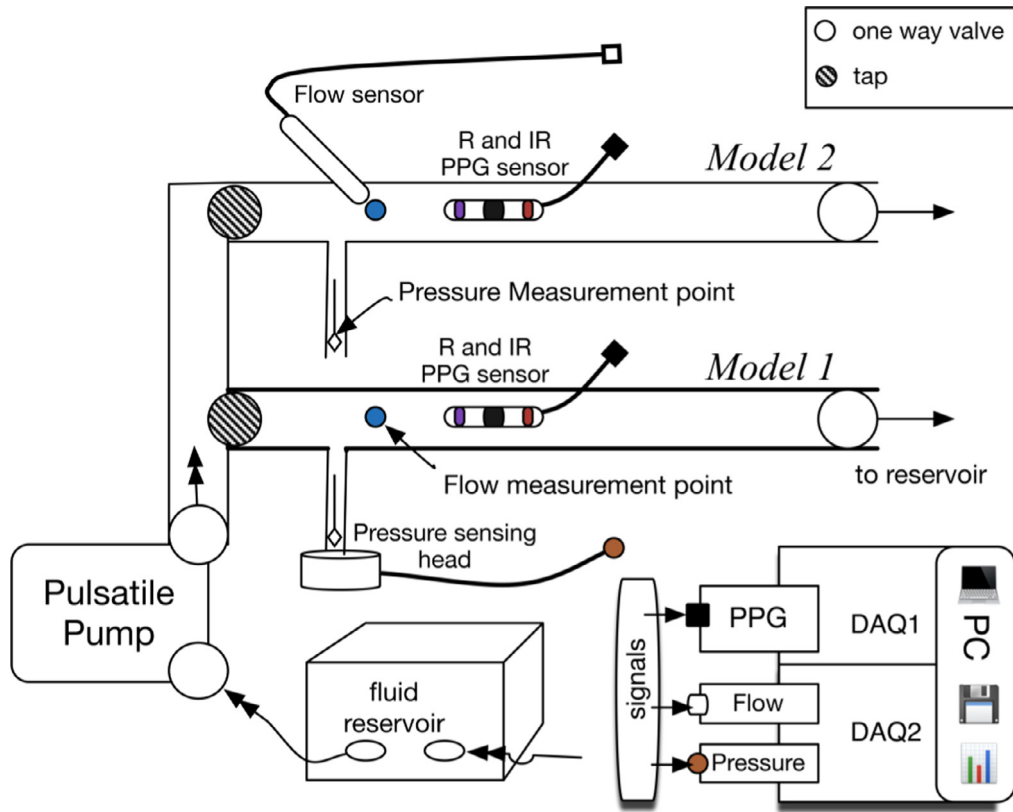 one way valve
tap
Flow sensor
R and IR
PPG sensor
Model 2
Pressure Measurement point
R and IR
PPG sensor
Model 1
Flow measurement point
to reservoir
Pressure sensing
head
Pulsatile
Pump
fluid
reservoir
signals
PPG
Flow
Pressure
DAQ1
DAQ2
PC